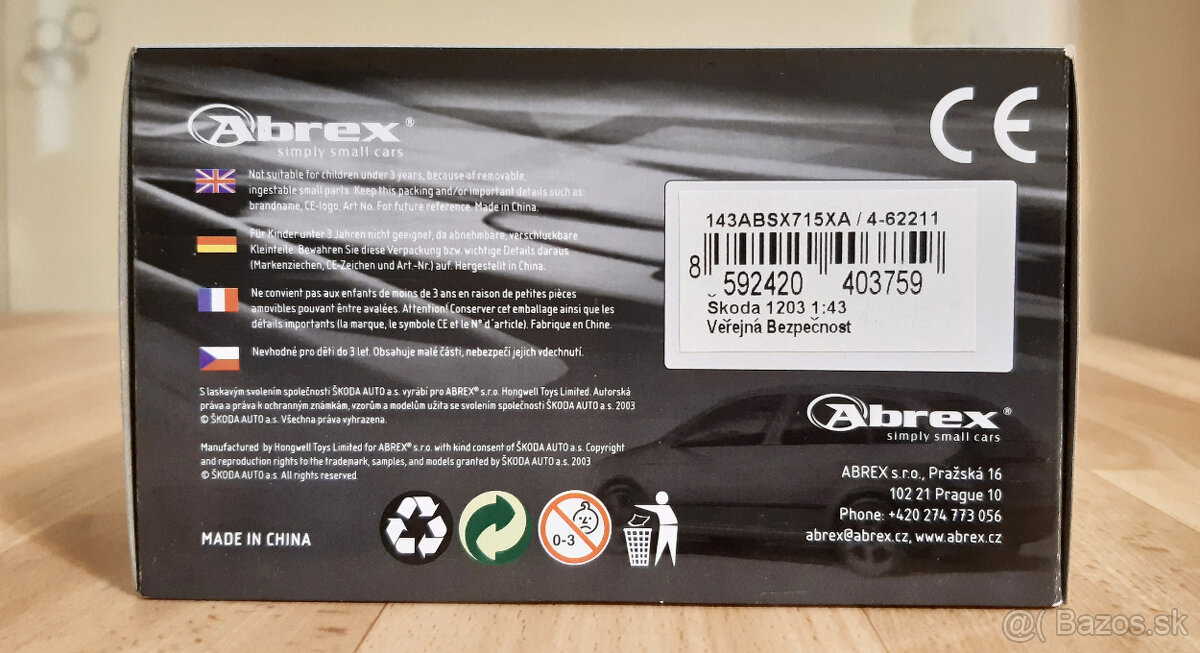 Abrex®
simply small cars
Not suitable for children under 3 years, because of removable,
ingestable small parts. Keep this packing and/or important details such as:
brandname, CE-logo, Art No. For future reference. Made in China.
Für Kinder unter 3 Jahren nicht geeignet, da abnehmbare, verschluckbare
Kleinteile. Bewahren Sie diese Verpackung bzw. wichtige Details daraus
(Markenziechen, CE-Zeichen und Art.-Nr.) auf. Hergestellt in China.
Ne convient pas aux enfants de moins de 3 ans en raison de petites pièces
amovibles pouvant êntre avalées. Attention! Conserver cet emballage ainsi que les
détails importants (la marque, le symbole CE et le N° d'article). Fabrique en Chine.
Nevhodné pro děti do 3 let. Obsahuje malé části, nebezpečí jejich vdechnutí.
S laskavým svolením společnosti ŠKODA AUTO a.s. vyrábí pro ABREX® s.r.o. Hongwell Toys Limited. Autorská
práva a práva k ochranným známkám, vzorům a modelům užita se svolením společnosti ŠKODA AUTO a.s. 2003
© ŠKODA AUTO a.s. Všechna práva vyhrazena.
Manufactured by Hongwell Toys Limited for ABREX® s.r.o. with kind consent of ŠKODA AUTO a.s. Copyright
and reproduction rights to the trademark, samples, and models granted by ŠKODA AUTO a.s. 2003
© ŠKODA AUTO a.s. All rights reserved.
MADE IN CHINA
0-3
CE
143ABSX715XA / 4-62211
8 592420 403759
Škoda 1203 1:43
Veřejná Bezpečnost
Abrex®
simply small cars
ABREX s.r.o., Pražská 16
102 21 Prague 10
Phone: +420 274 773 056
abrex@abrex.cz, www.abrex.cz
@( Bazos.sk